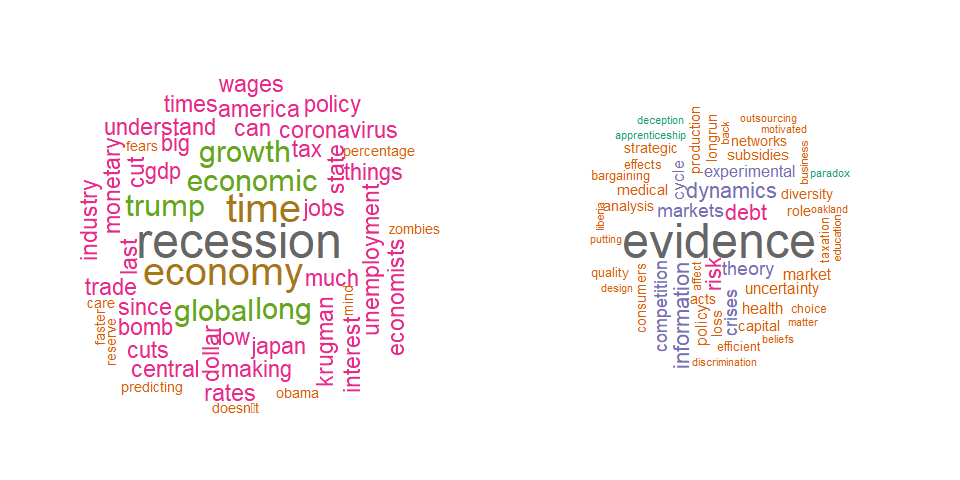 wages
times
america
policy
understand
can
coronavirus
fears
big
growth
tax
percentage
monetary
cut
gdp
economic
state
things
industry
trump
time
jobs
last
recession
unemployment
zombies
economy
much
economists
trade
care
since
global
long
mind
faster
reserve
bomb
dollar
low
japan
krugman
interest
cuts
central
making
predicting
rates
obama
doesn□t
deception
production
longrun
back
outsourcing
motivated
apprenticeship
strategic
networks
effects
subsidies
business
bargaining
cycle
experimental
paradox
medical
dynamics
diversity
liberia
analysis
markets
debt
role
oakland
putting
evidence
taxation
education
quality
design
consumers
competition
information
affect
risk
theory
market
uncertainty
acts
policy
loss
crises
health
choice
capital
matter
efficient
beliefs
discrimination